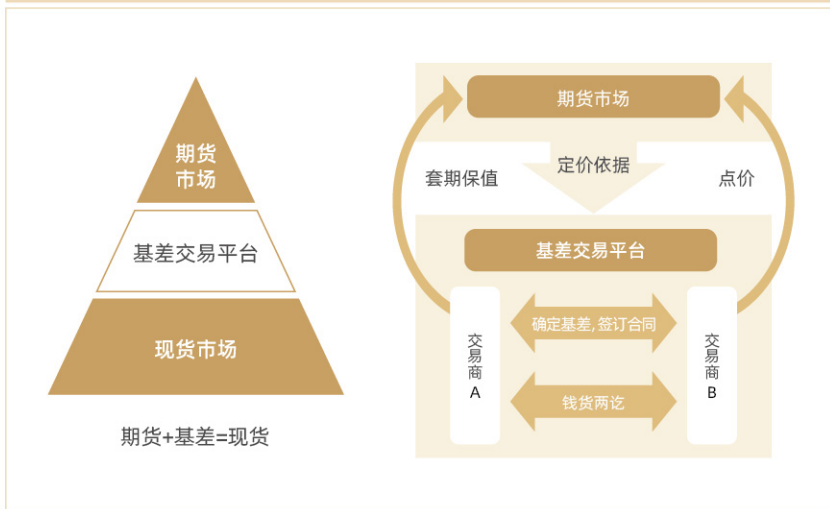 期货
市场
基差交易平台
现货市场
期货+基差=现货
期货市场
套期保值
定价依据
点价
基差交易平台
交易商A
确定基差,签订合同
钱货两讫
交易商B